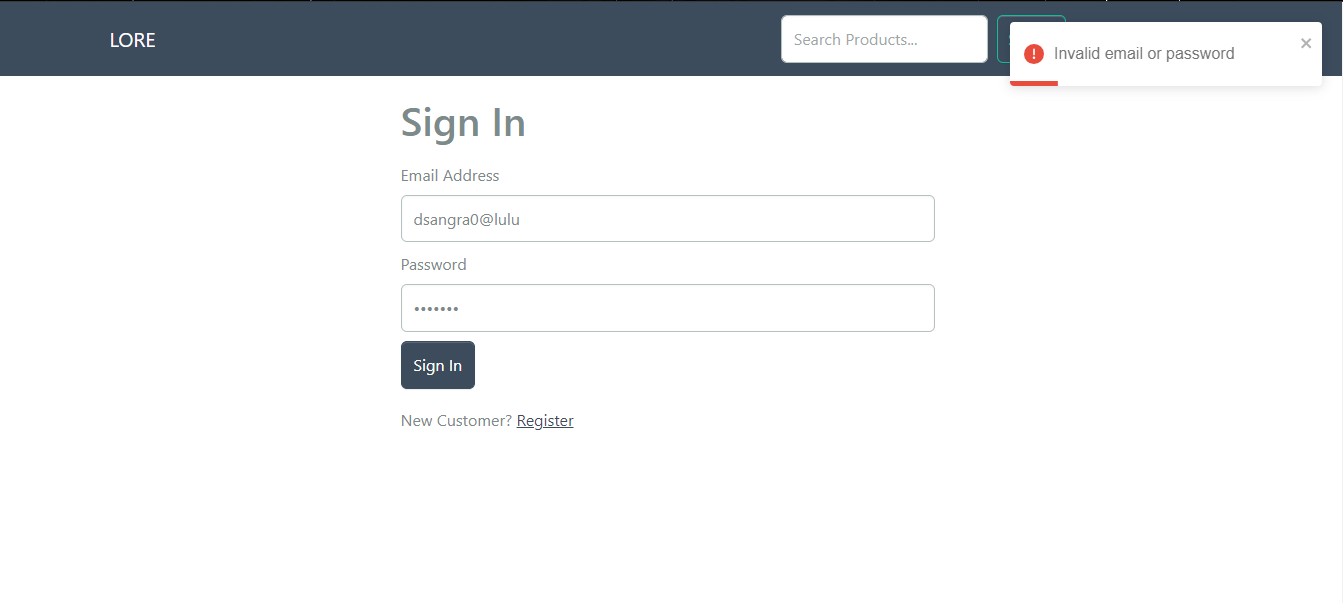 LORE
Search Products...
Invalid email or password
Sign In
Email Address
dsangra0@lulu
Password
•••••••
Sign In
New Customer? Register